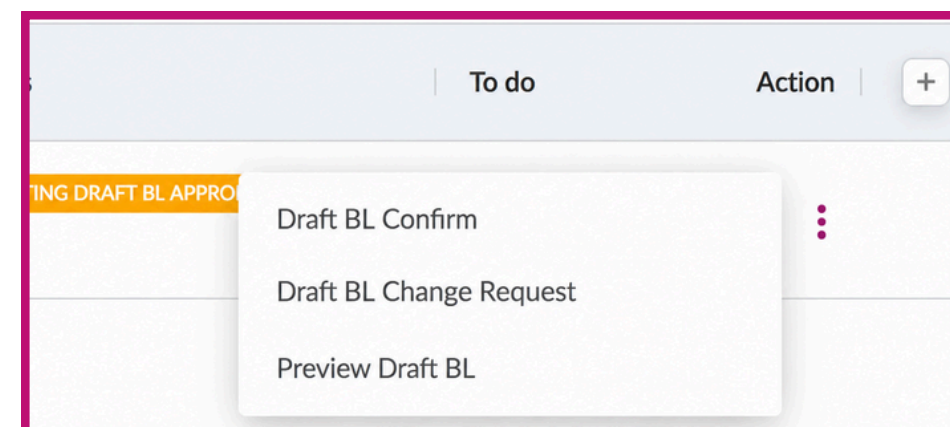 To do Action +
TING DRAFT BL APPRO
Draft BL Confirm
Draft BL Change Request
Preview Draft BL